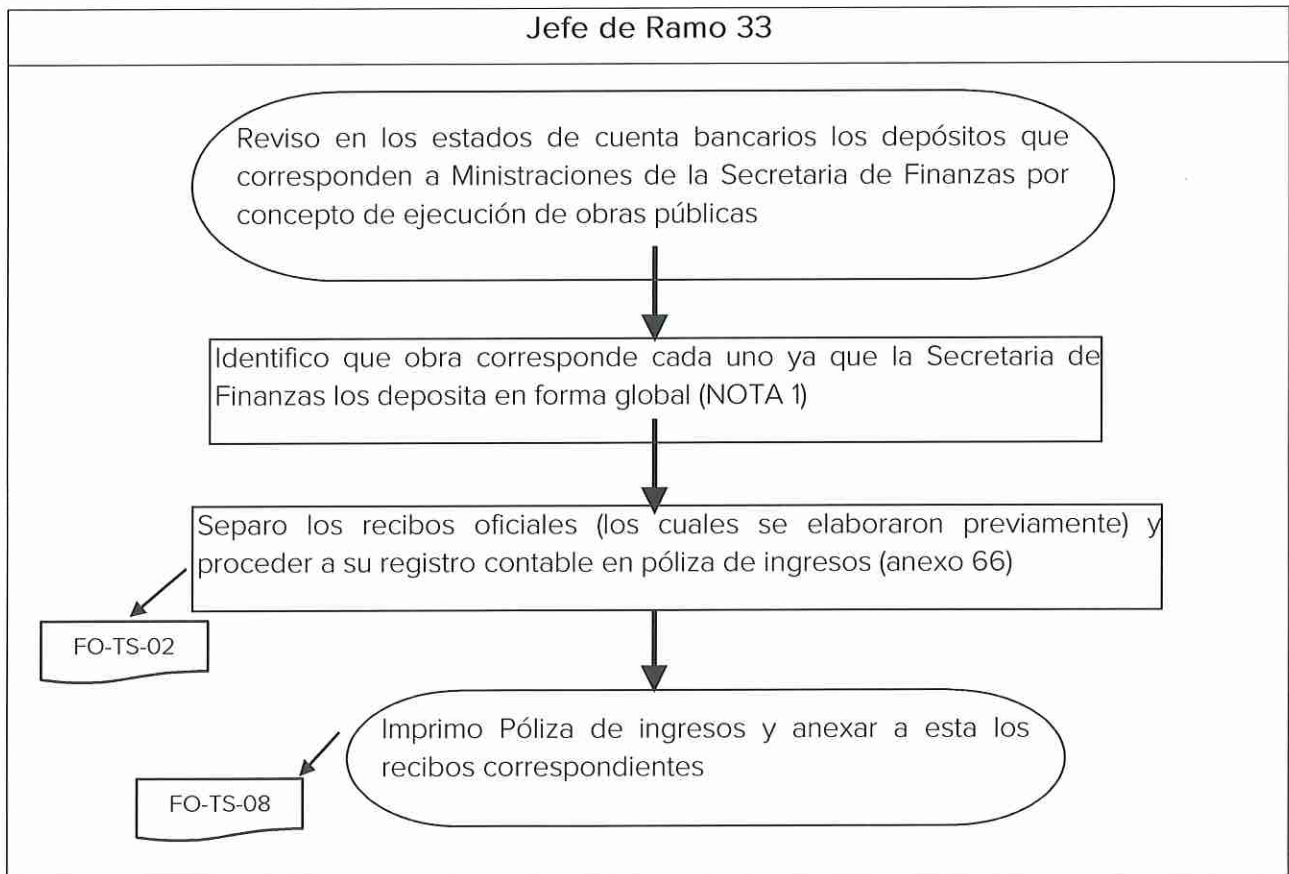 Jefe de Ramo 33
Reviso en los estados de cuenta bancarios los depósitos que
corresponden a Ministraciones de la Secretaria de Finanzas por
concepto de ejecución de obras públicas
Identifico que obra corresponde cada uno ya que la Secretaria de
Finanzas los deposita en forma global (NOTA 1)
Separo los recibos oficiales (los cuales se elaboraron previamente) y
proceder a su registro contable en póliza de ingresos (anexo 66)
FO-TS-02
Imprimo Póliza de ingresos y anexar a esta los
recibos correspondientes
FO-TS-08